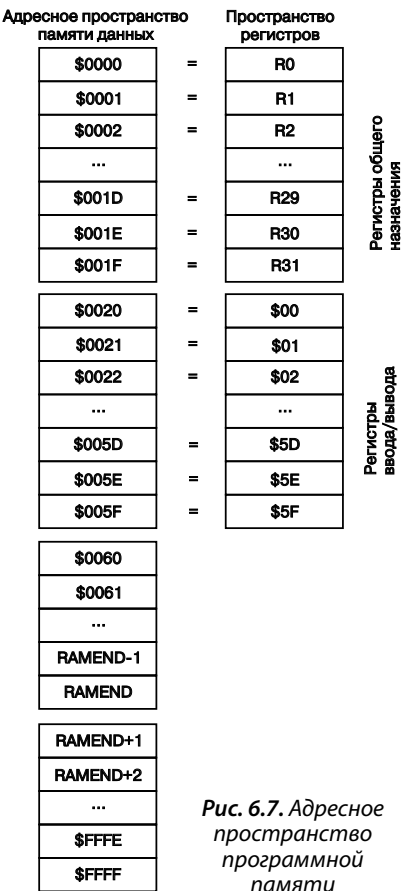 Адресное пространство памяти данных
Пространство регистров
$0000 = R0
$0001 = R1
$0002 = R2
... ...
$001D = R29
$001E = R30
$001F = R31
Регистры общего назначения
$0020 = $00
$0021 = $01
$0022 = $02
... ...
$005D = $5D
$005E = $5E
$005F = $5F
Регистры ввода/вывода
$0060
$0061
...
RAMEND-1
RAMEND
RAMEND+1
RAMEND+2
...
$FFFE
$FFFF
Рис. 6.7. Адресное
пространство
программной
памяти